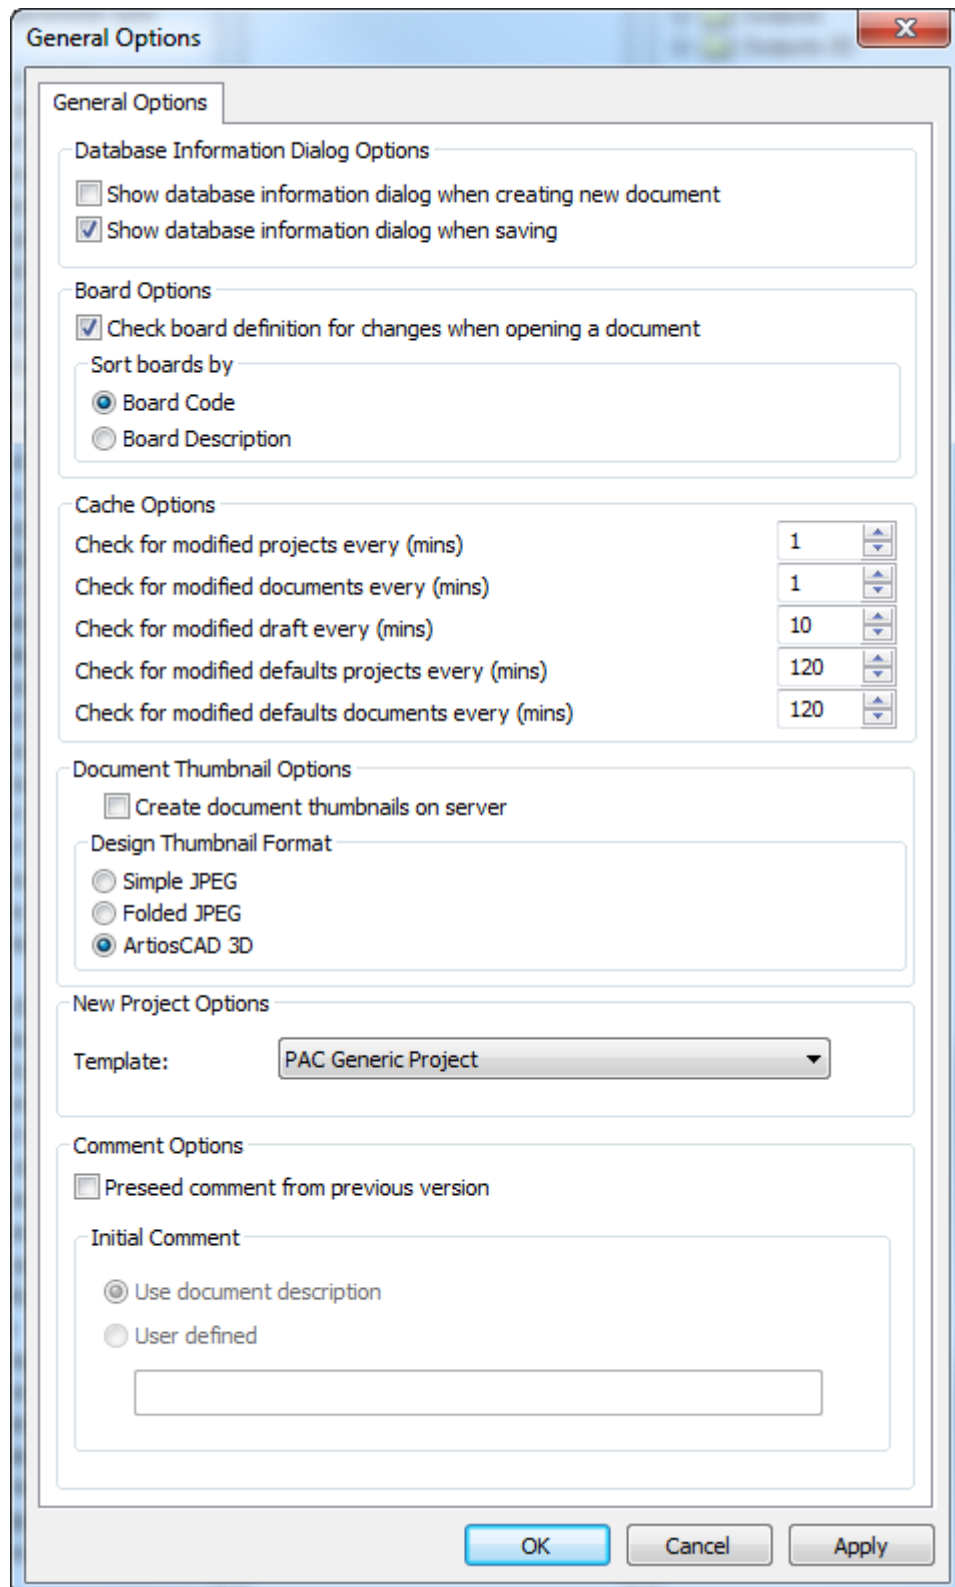 General Options
General Options
Database Information Dialog Options
Show database information dialog when creating new document
Show database information dialog when saving
Board Options
Check board definition for changes when opening a document
Sort boards by
Board Code
Board Description
Cache Options
Check for modified projects every (mins) 1
Check for modified documents every (mins) 1
Check for modified draft every (mins) 10
Check for modified defaults projects every (mins) 120
Check for modified defaults documents every (mins) 120
Document Thumbnail Options
Create document thumbnails on server
Design Thumbnail Format
Simple JPEG
Folded JPEG
ArtiosCAD 3D
New Project Options
Template: PAC Generic Project
Comment Options
Preseed comment from previous version
Initial Comment
Use document description
User defined
OK Cancel Apply